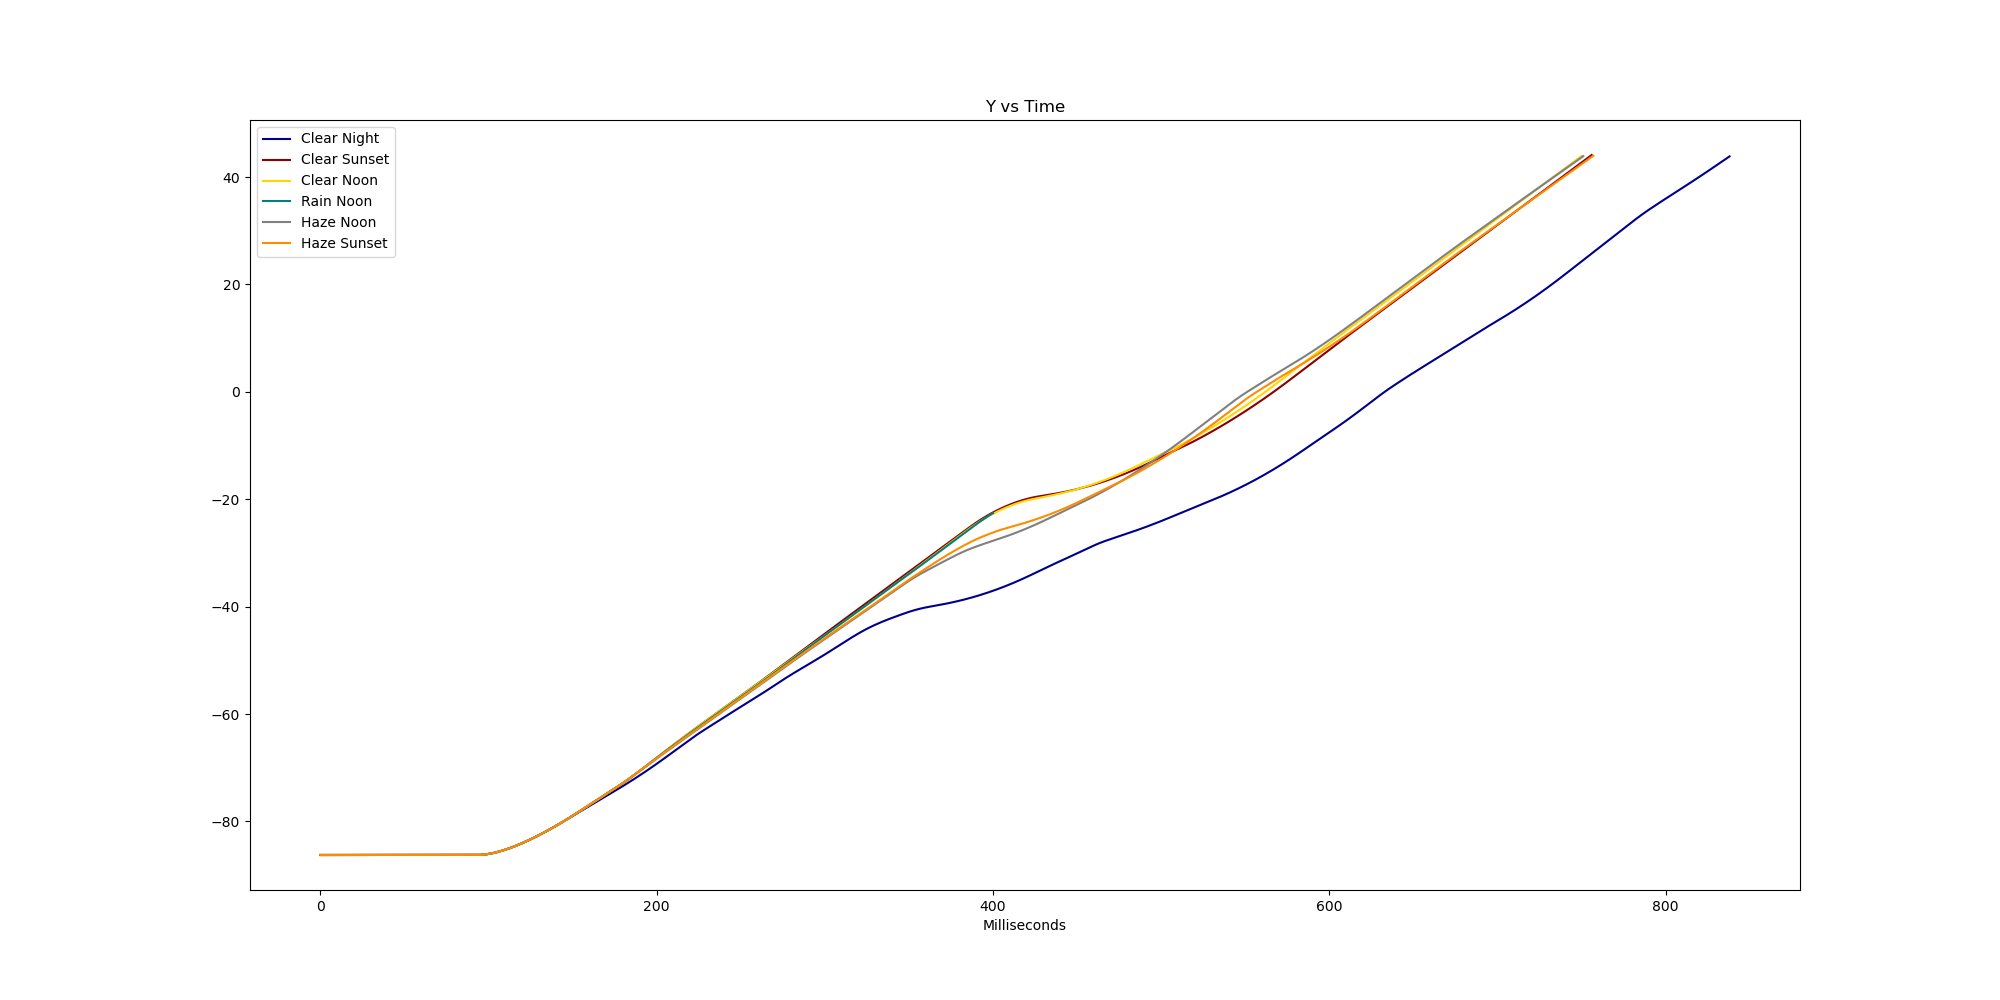 Y vs Time
Clear Night
Clear Sunset
Clear Noon
Rain Noon
Haze Noon
Haze Sunset
40
20
0
−20
−40
−60
−80
0 200 400 600 800
Milliseconds